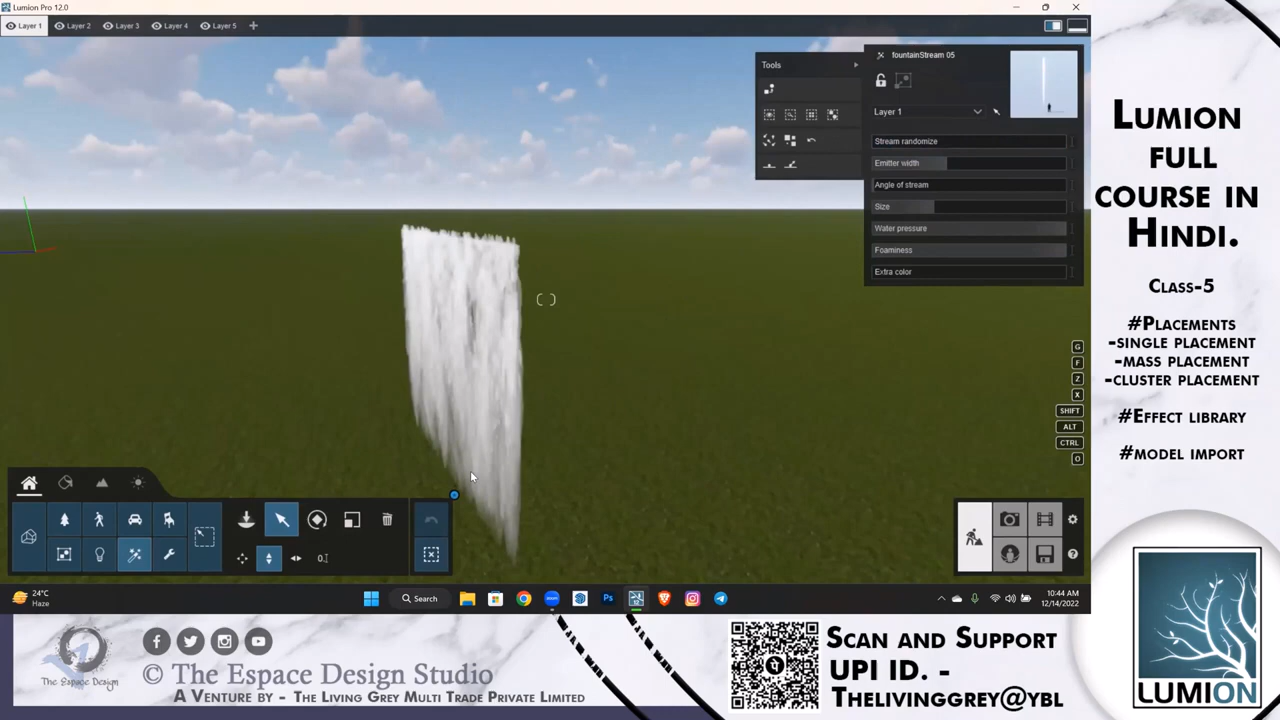 Lumion Pro 12.0
Layer 1
Layer 2
Layer 3
Layer 4
Layer 5
Tools
fountainStream 05
Layer 1
Stream randomize
Emitter width
Angle of stream
Size
Water pressure
Foaminess
Extra color
G
F
Z
X
SHIFT
ALT
CTRL
O
24°C
Haze
Search
Ps
10:44 AM
12/14/2022
LUMION
FULL
COURSE IN
HINDI.
CLASS-5
#PLACEMENTS
-SINGLE PLACEMENT
-MASS PLACEMENT
-CLUSTER PLACEMENT
#EFFECT LIBRARY
#MODEL IMPORT
The Espace Design
© THE ESPACE DESIGN STUDIO
A VENTURE BY - THE LIVING GREY MULTI TRADE PRIVATE LIMITED
SCAN AND SUPPORT
UPI ID. -
THELIVINGGREY@YBL
LUMION